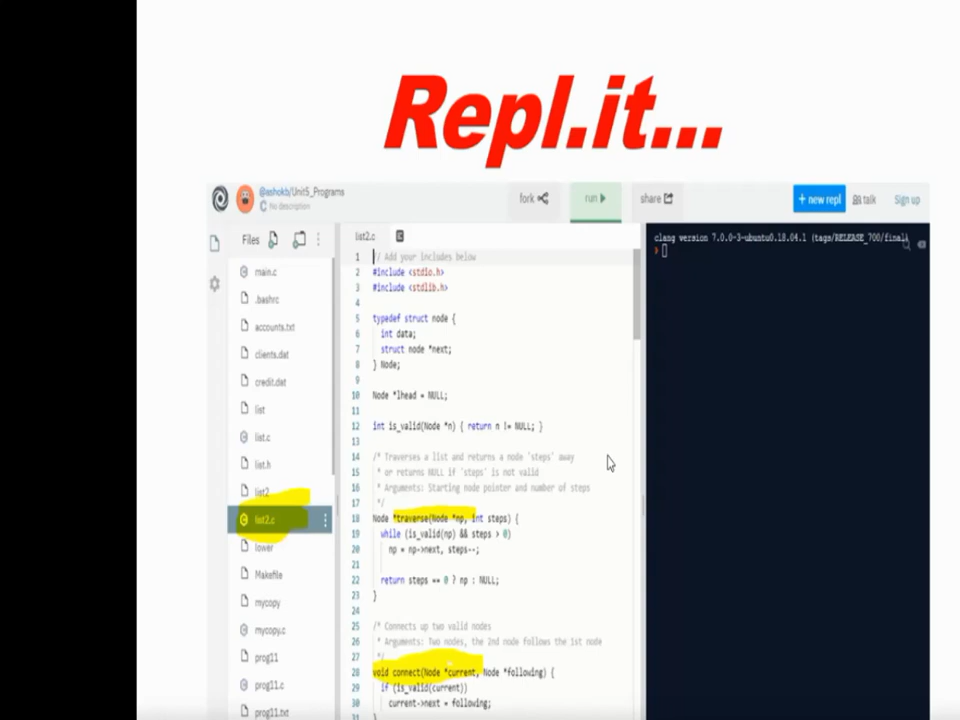 Repl.it...
@ashokb/Unit5_Programs
No description
fork
run
share
+ new repl
talk
Sign up
Files
main.c
.bashrc
accounts.txt
clients.dat
credit.dat
list
list.c
list.h
list2
list2.c
lower
Makefile
mycopy
mycopy.c
prog11
prog11.c
prog11.txt
list2.c
1 // Add your includes below
2 #include <stdio.h>
3 #include <stdlib.h>
4
5 typedef struct node {
6 int data;
7 struct node *next;
8 } Node;
9
10 Node *lhead = NULL;
11
12 int is_valid(Node *n) { return n != NULL; }
13
14 /* Traverses a list and returns a node 'steps' away
15 * or returns NULL if 'steps' is not valid
16 * Arguments: Starting node pointer and number of steps
17 */
18 Node *traverse(Node *np, int steps) {
19 while (is_valid(np) && steps > 0)
20 np = np->next, steps--;
21
22 return steps == 0 ? np : NULL;
23 }
24
25 /* Connects up two valid nodes
26 * Arguments: Two nodes, the 2nd node follows the 1st node
27 */
28 void connect(Node *current, Node *following) {
29 if (is_valid(current))
30 current->next = following;
31 }
clang version 7.0.0-3~ubuntu0.18.04.1 (tags/RELEASE_700/final)